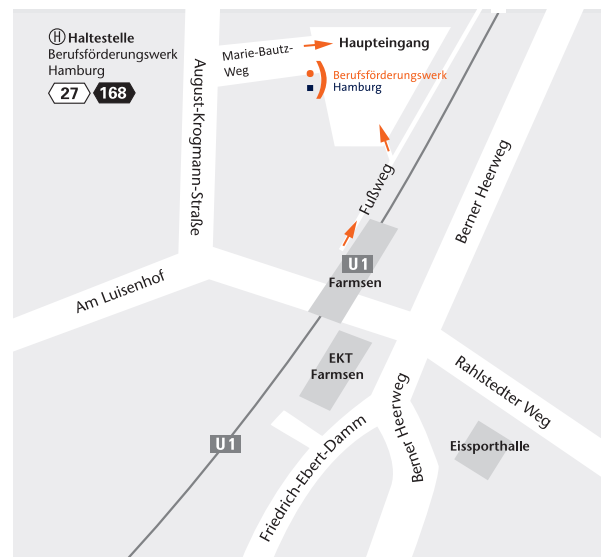 H Haltestelle
Berufsförderungswerk
Hamburg
27 168
Marie-Bautz-
Weg
Haupteingang
Berufsförderungswerk
Hamburg
August-Krogmann-Straße
Fußweg
Berner Heerweg
U1
Farmsen
Am Luisenhof
EKT
Farmsen
Rahlstedter Weg
Berner Heerweg
U1
Friedrich-Ebert-Damm
Eissporthalle